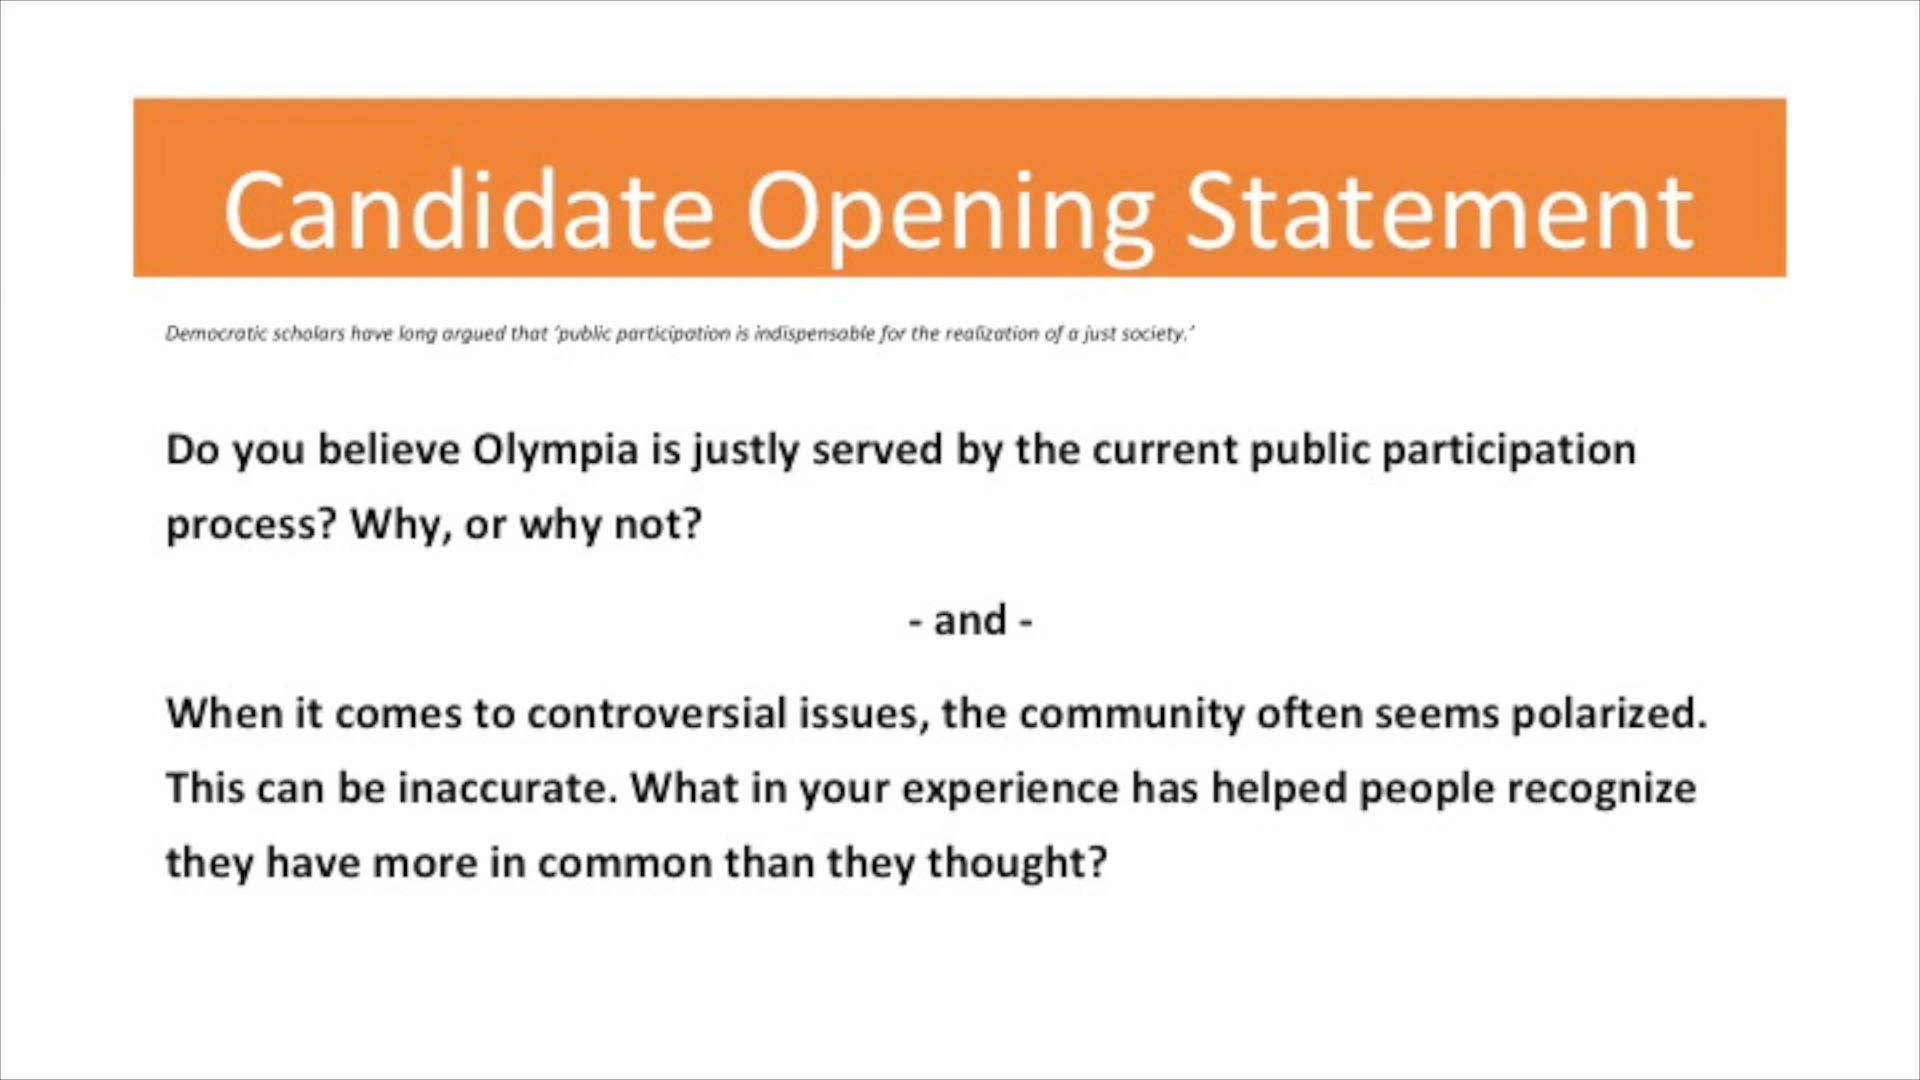 Candidate Opening Statement
Democratic scholars have long argued that 'public participation is indispensable for the realization of a just society.'
Do you believe Olympia is justly served by the current public participation
process? Why, or why not?
- and -
When it comes to controversial issues, the community often seems polarized.
This can be inaccurate. What in your experience has helped people recognize
they have more in common than they thought?